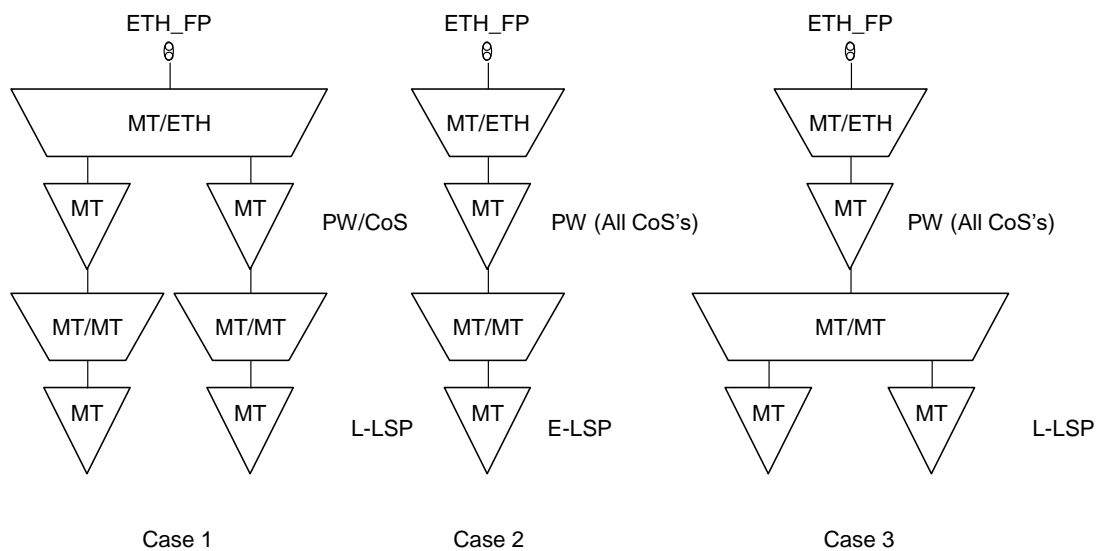 ETH_FP
ETH_FP
ETH_FP
MT/ETH
MT/ETH
MT/ETH
MT
MT
PW/CoS
MT
PW (All CoS's)
MT
PW (All CoS's)
MT/MT
MT/MT
MT/MT
MT/MT
MT
MT
L-LSP
MT
E-LSP
MT
MT
L-LSP
Case 1
Case 2
Case 3